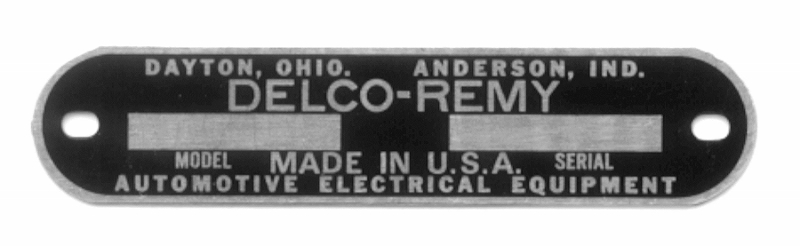 DAYTON, OHIO. ANDERSON, IND.
DELCO-REMY
MODEL MADE IN U.S.A. SERIAL
AUTOMOTIVE ELECTRICAL EQUIPMENT